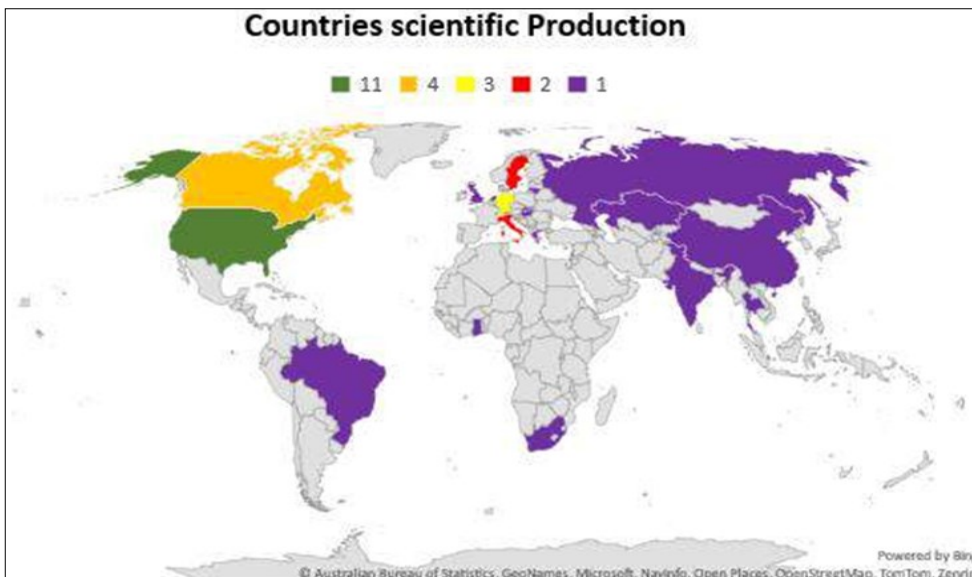 Countries scientific Production
11 4 3 2 1
Powered by Bin
© Australian Bureau of Statistics, GeoNames, Microsoft, Navinfo, Open Places, OpenStreetMap, TomTom, Zenrin